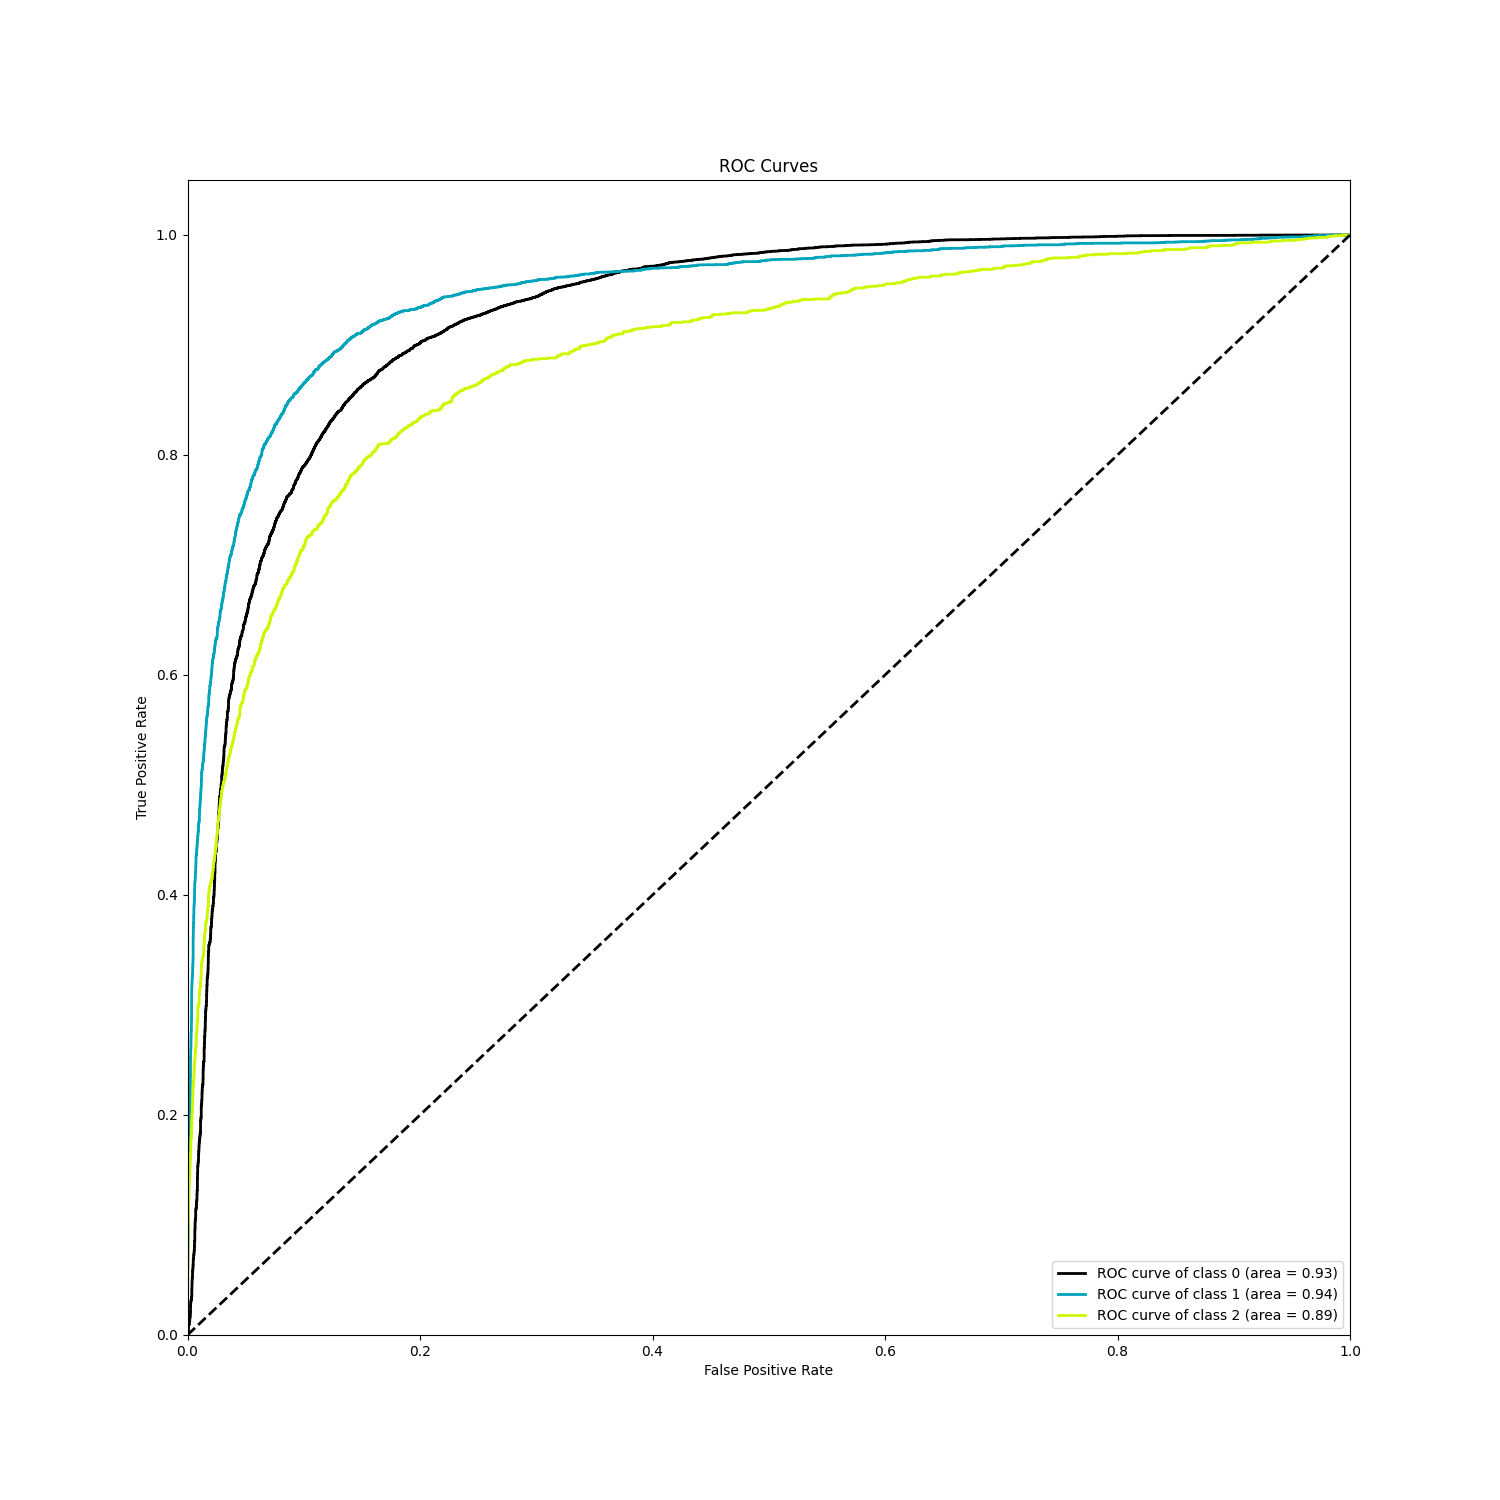 ROC Curves
1.0
0.8
0.6
0.4
0.2
0.0
True Positive Rate
0.0 0.2 0.4 0.6 0.8 1.0
False Positive Rate
ROC curve of class 0 (area = 0.93)
ROC curve of class 1 (area = 0.94)
ROC curve of class 2 (area = 0.89)